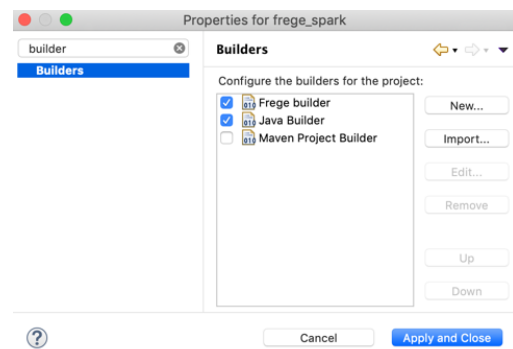 Properties for frege_spark
builder
Builders
Builders
Configure the builders for the project:
Frege builder
Java Builder
Maven Project Builder
New...
Import...
Edit...
Remove
Up
Down
?
Cancel
Apply and Close